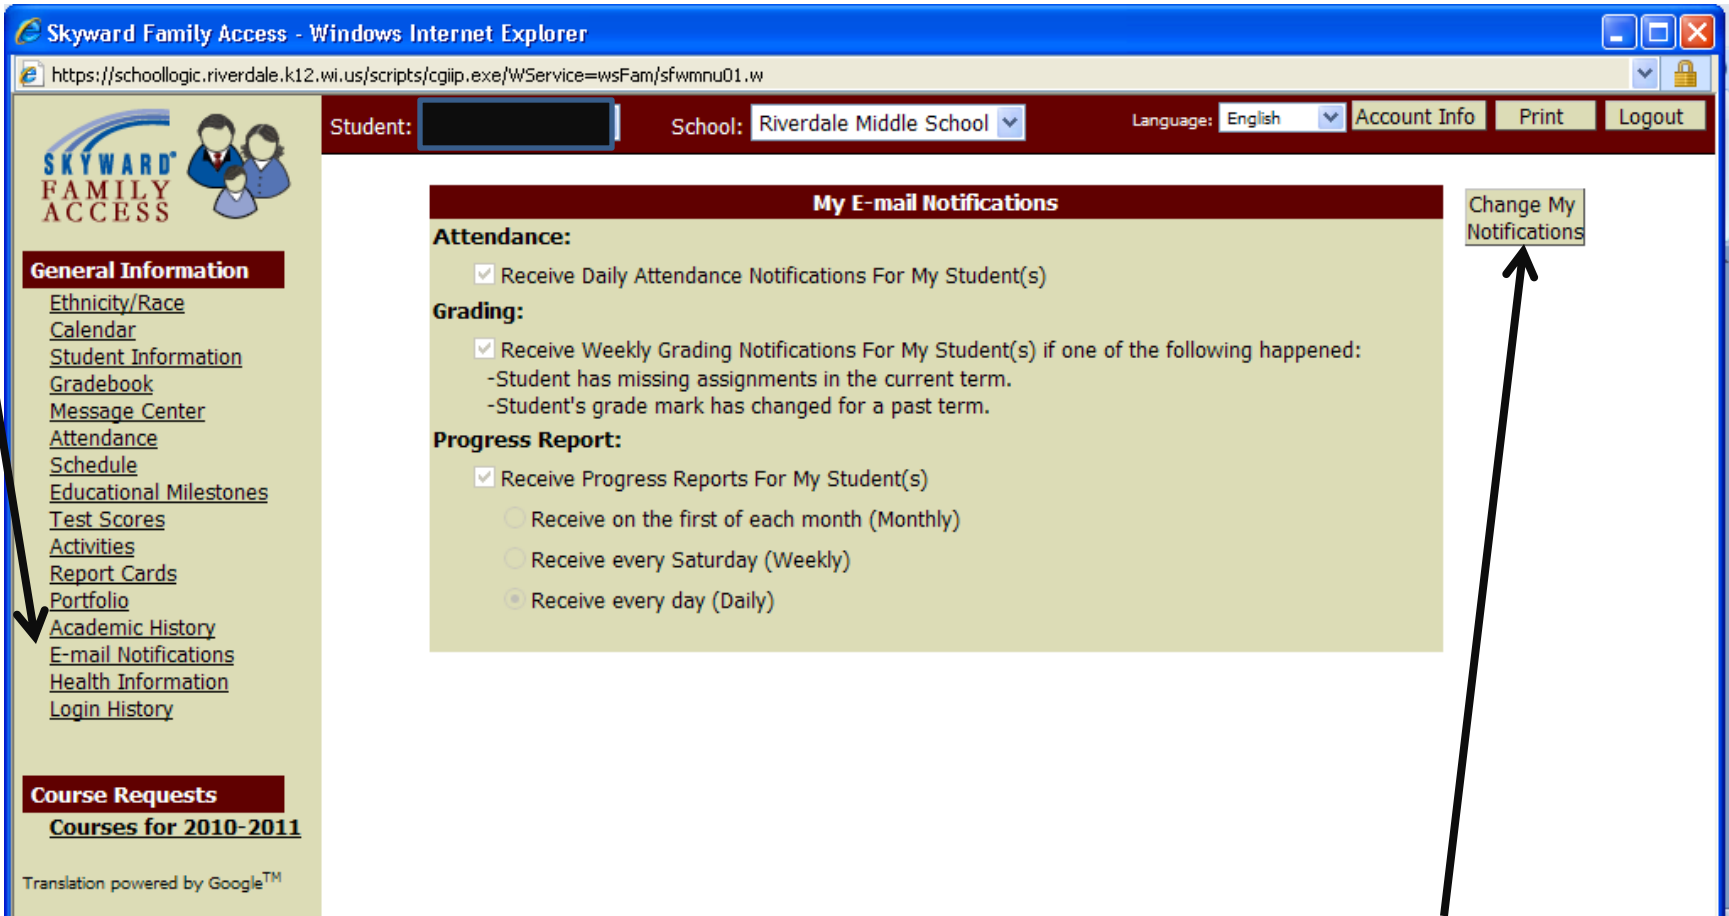 Skyward Family Access - Windows Internet Explorer
https://schoollogic.riverdale.k12.wi.us/scripts/cgiip.exe/WService=wsFam/sfwmnu01.w
Student:
School: Riverdale Middle School
Language: English
Account Info
Print
Logout
SKYWARD
FAMILY
ACCESS
General Information
Ethnicity/Race
Calendar
Student Information
Gradebook
Message Center
Attendance
Schedule
Educational Milestones
Test Scores
Activities
Report Cards
Portfolio
Academic History
E-mail Notifications
Health Information
Login History
Course Requests
Courses for 2010-2011
Translation powered by Google™
My E-mail Notifications
Attendance:
Receive Daily Attendance Notifications For My Student(s)
Grading:
Receive Weekly Grading Notifications For My Student(s) if one of the following happened:
-Student has missing assignments in the current term.
-Student's grade mark has changed for a past term.
Progress Report:
Receive Progress Reports For My Student(s)
Receive on the first of each month (Monthly)
Receive every Saturday (Weekly)
Receive every day (Daily)
Change My
Notifications